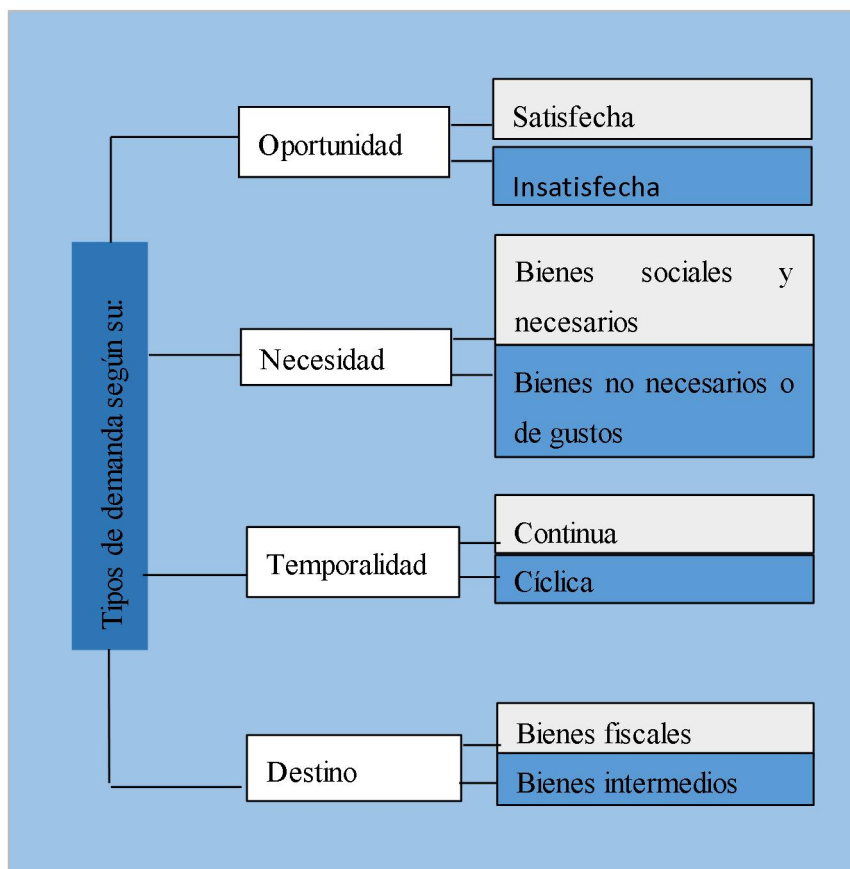 Tipos de demanda según su:
Oportunidad
Satisfecha
Insatisfecha
Necesidad
Bienes sociales y
necesarios
Bienes no necesarios o
de gustos
Temporalidad
Continua
Cíclica
Destino
Bienes fiscales
Bienes intermedios